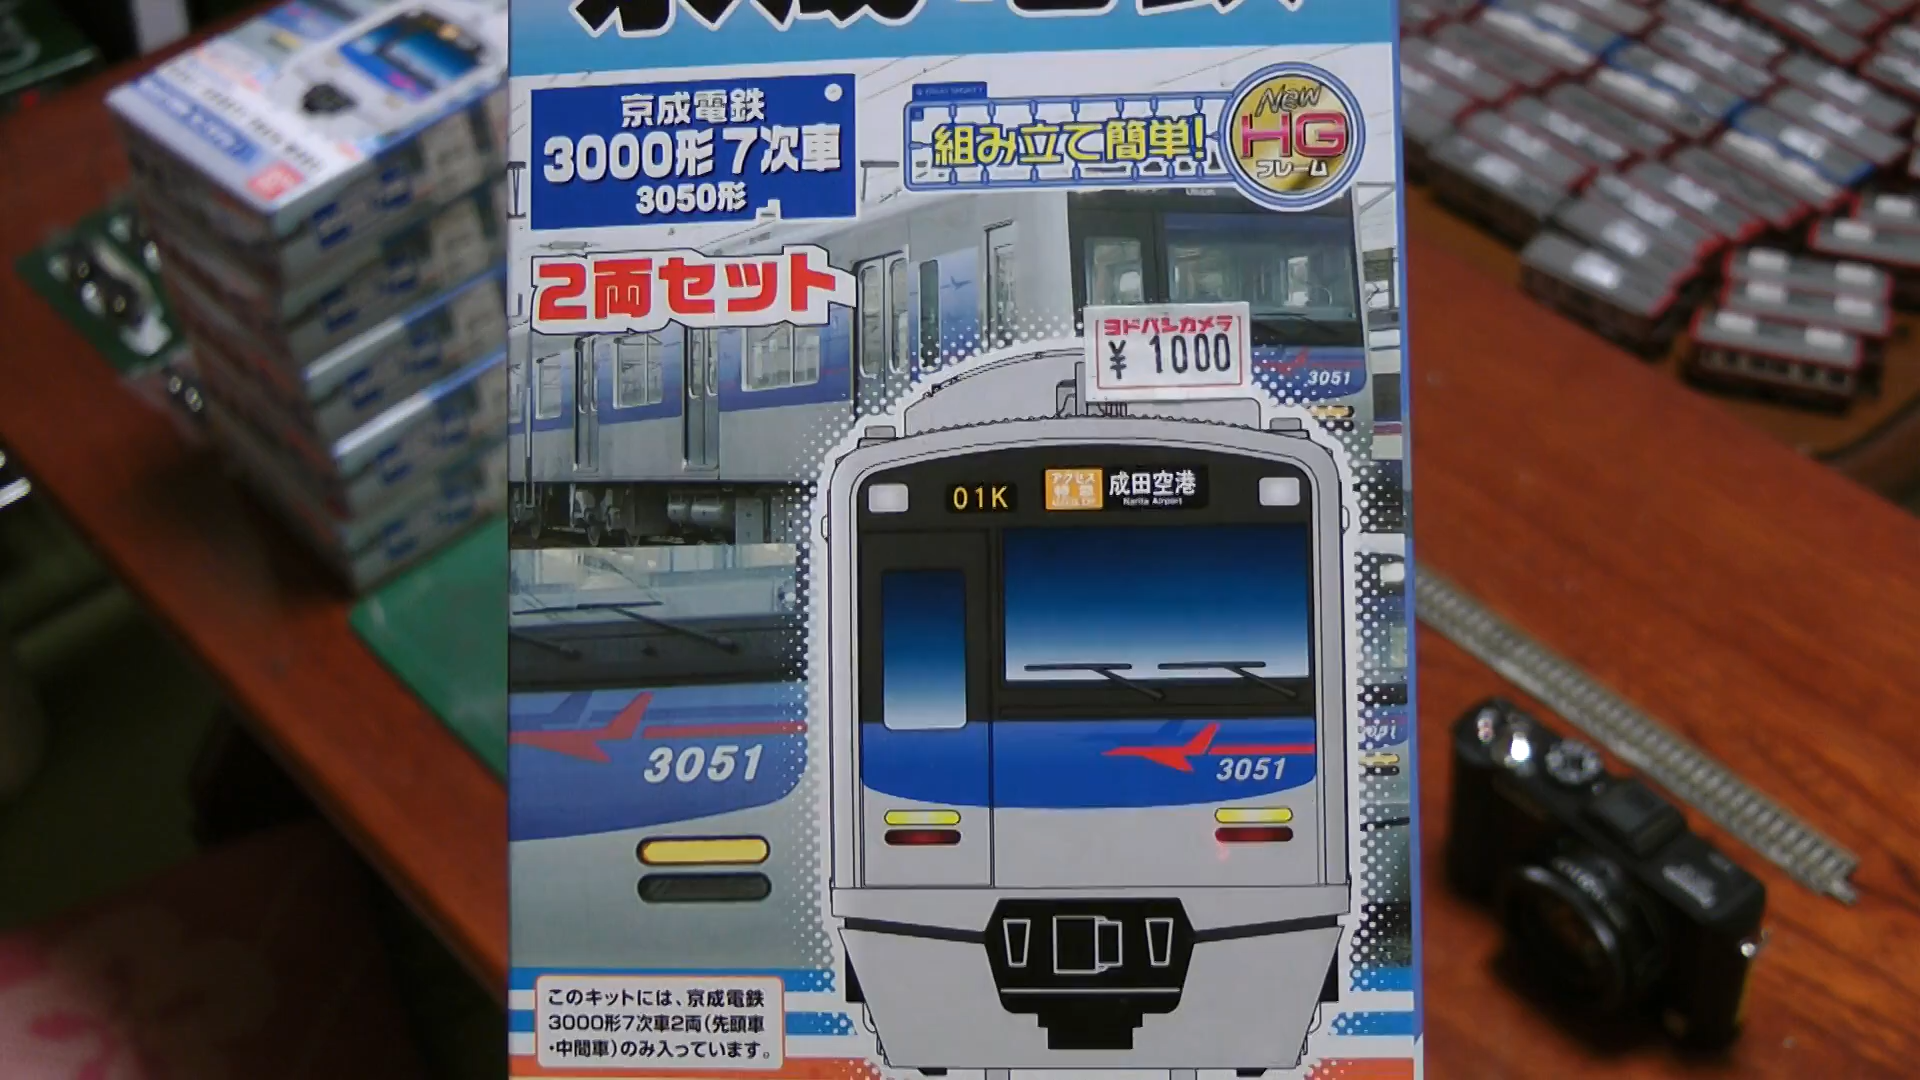 京成電鉄
3000形7次車
3050形
組み立て簡単!
New
HG
フレーム
2両セット
ヨドバシカメラ
¥ 1000
3051
01K
アクセス
特急
成田空港
Narita Airport
3051
3051
このキットには、京成電鉄
3000形7次車2両(先頭車
・中間車)のみ入っています。